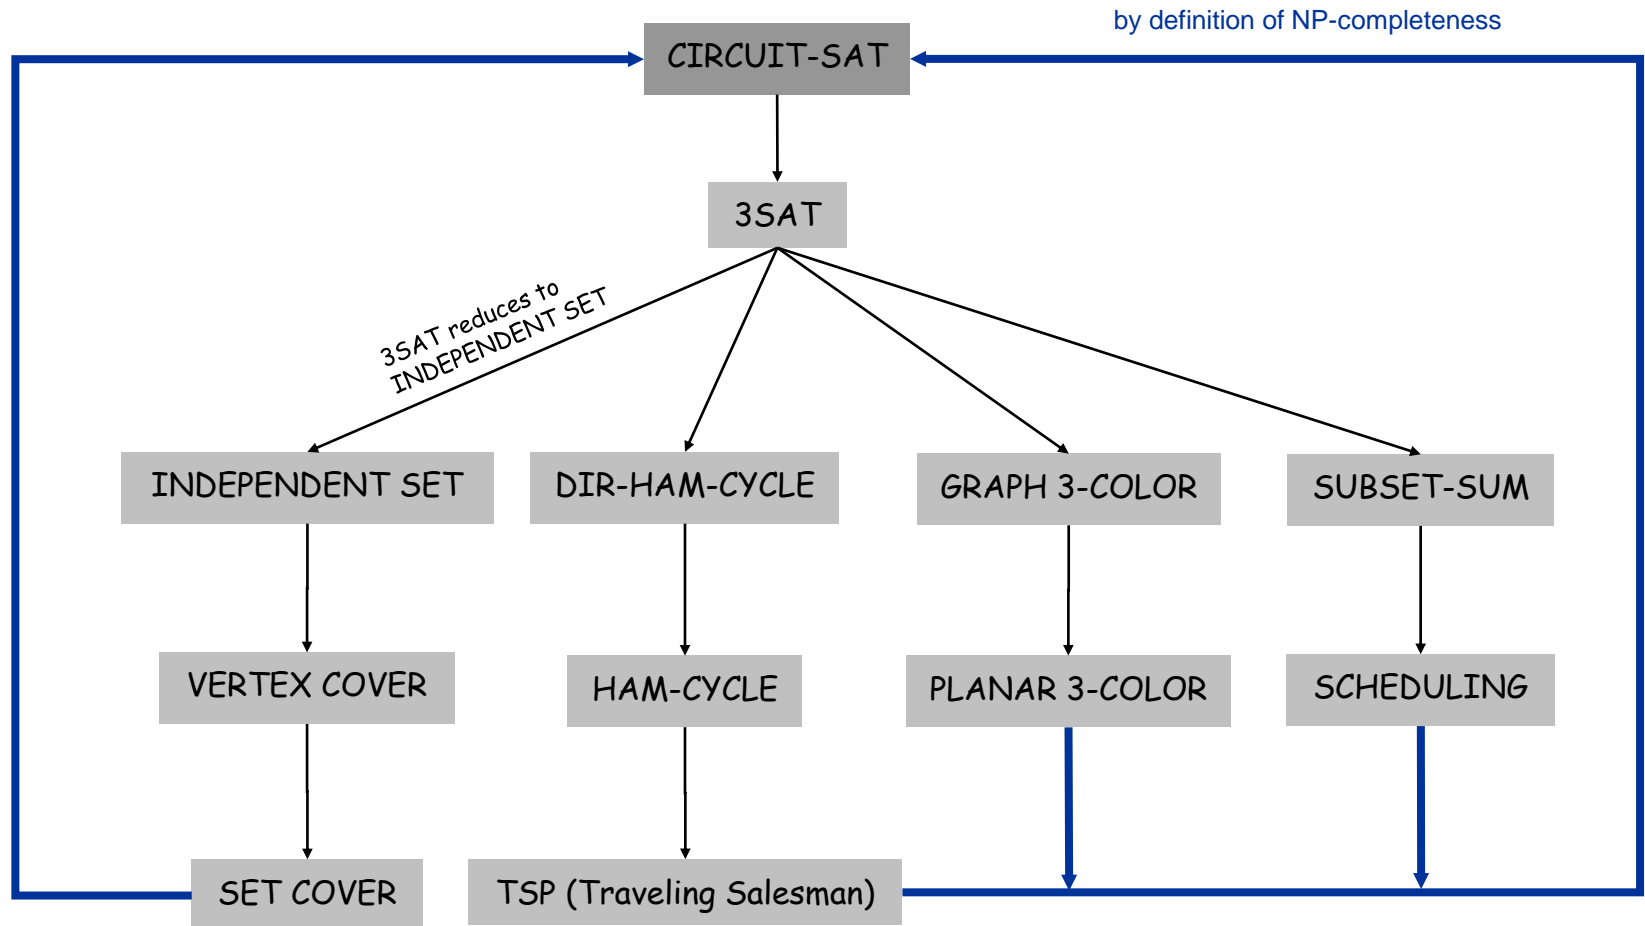 by definition of NP-completeness
CIRCUIT-SAT
3SAT
3SAT reduces to
INDEPENDENT SET
INDEPENDENT SET
DIR-HAM-CYCLE
GRAPH 3-COLOR
SUBSET-SUM
VERTEX COVER
HAM-CYCLE
PLANAR 3-COLOR
SCHEDULING
SET COVER
TSP (Traveling Salesman)